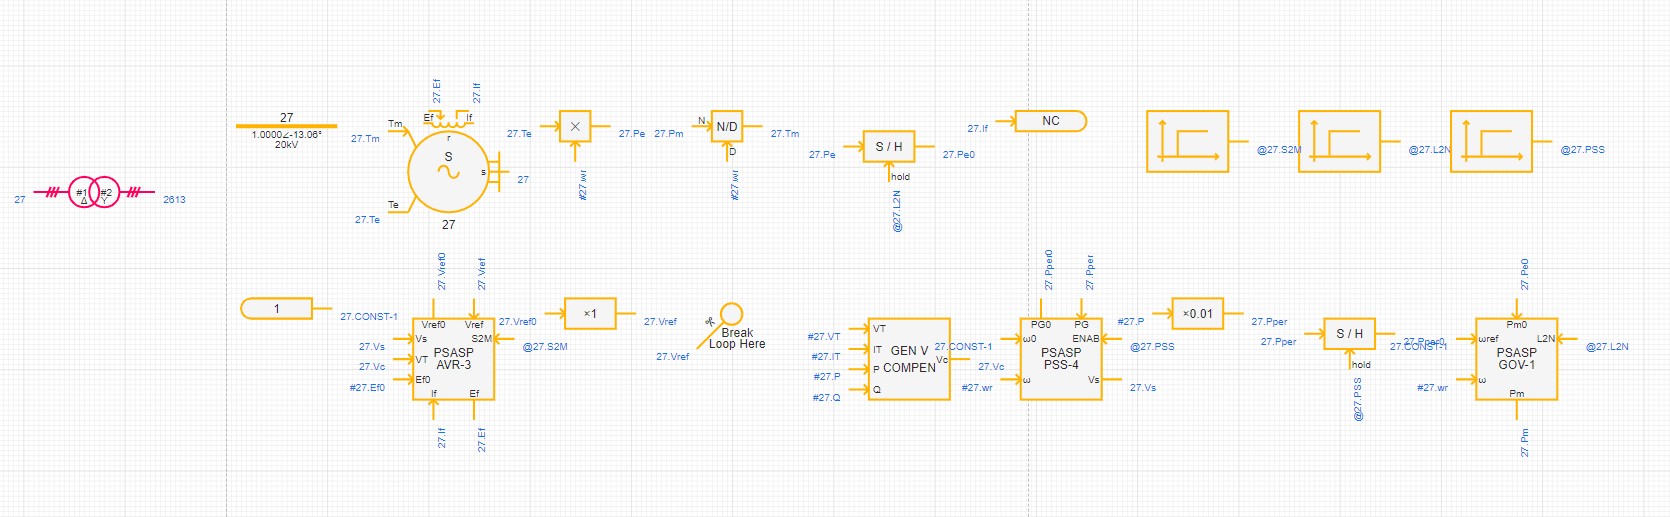 27
1.0000∠-13.06°
20kV
27
#1
Δ
#2
Y
2613
27.Ef
27.If
Ef
If
Tm
27.Tm
r
S
s
27
Te
27.Te
27
27.Te
×
27.Pe
#27.wr
27.Pm
N
N/D
D
27.Tm
#27.wr
27.Pe
S / H
hold
27.Pe0
@27.L2N
27.If
NC
@27.S2M
@27.L2N
@27.PSS
1
27.CONST-1
27.Vref0
27.Vref
Vref0
Vref
27.Vs
Vs
S2M
@27.S2M
PSASP
AVR-3
27.Vc
VT
#27.Ef0
Ef0
If
Ef
27.If
27.Ef
27.Vref0
×1
27.Vref
27.Vref
Break
Loop Here
#27.VT
VT
#27.IT
IT
#27.P
P
#27.Q
Q
GEN V
COMPEN
Vc
27.Vc
27.Pper0
27.Pper
PG0
PG
27.CONST-1
ω0
ENAB
@27.PSS
PSASP
PSS-4
#27.wr
ω
Vs
27.Vs
#27.P
×0.01
27.Pper
27.Pper
S / H
hold
27.Pper0
@27.PSS
27.Pe0
Pm0
27.CONST-1
ωref
L2N
@27.L2N
PSASP
GOV-1
#27.wr
ω
Pm
27.Pm